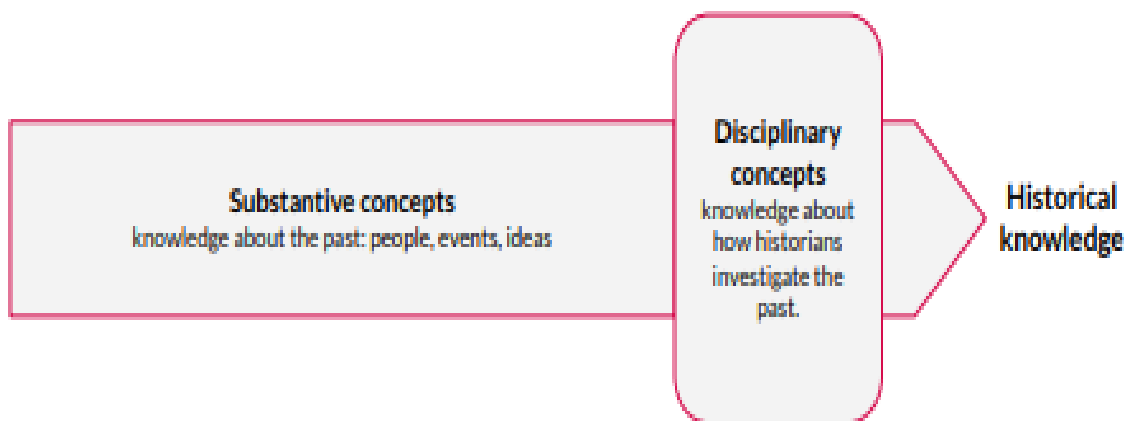 Substantive concepts
knowledge about the past: people, events, ideas
Disciplinary
concepts
knowledge about
how historians
investigate the
past.
Historical
knowledge